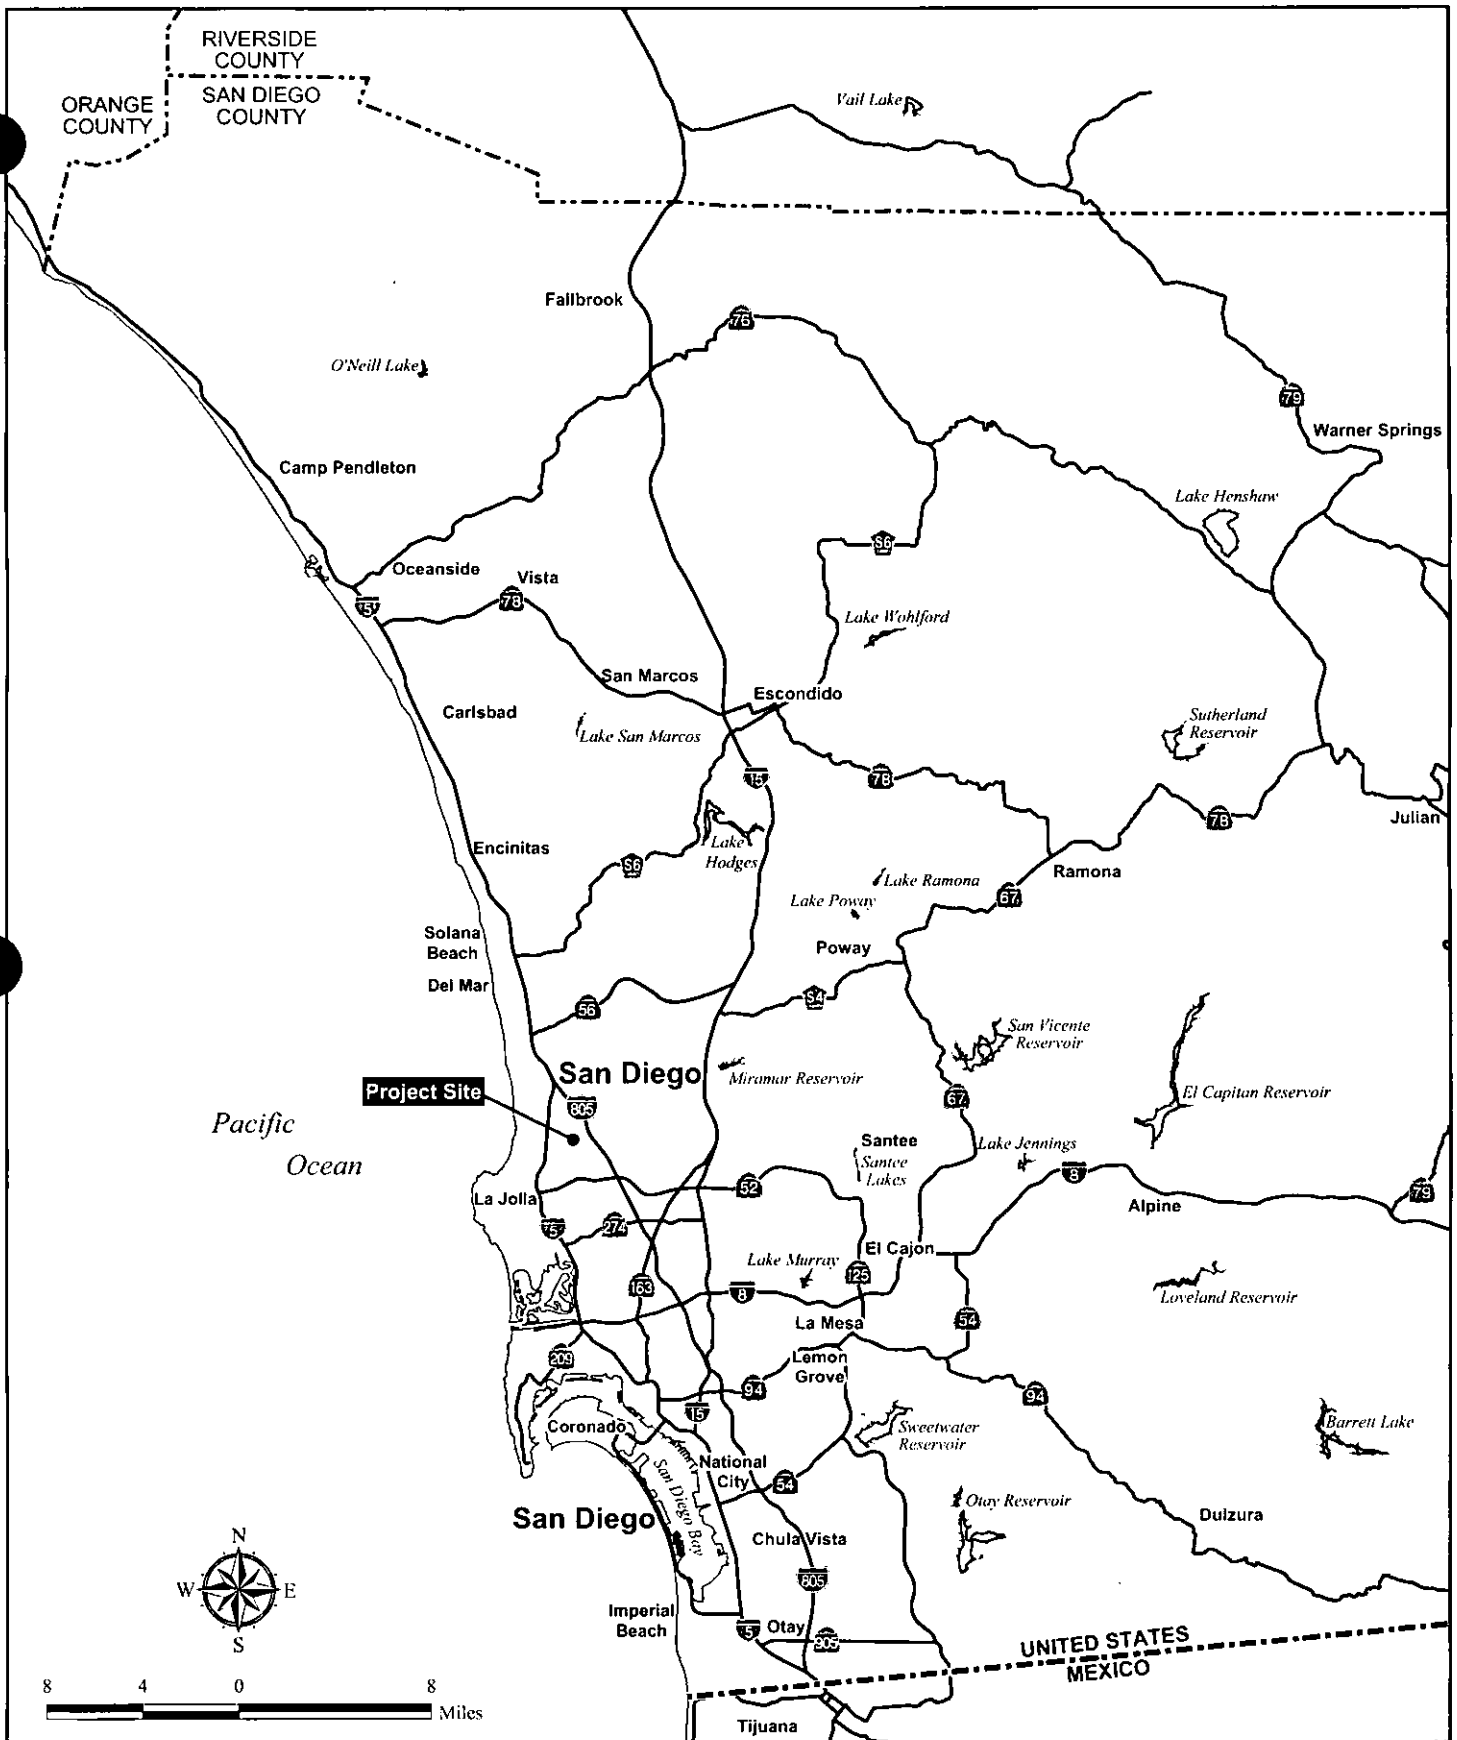 RIVERSIDE
COUNTY
ORANGE
COUNTY
SAN DIEGO
COUNTY
Vail Lake
Fallbrook
76
O'Neill Lake
79
Warner Springs
Camp Pendleton
Lake Henshaw
S6
Oceanside
Vista
5
78
Lake Wohlford
San Marcos
Escondido
Carlsbad
Lake San Marcos
Sutherland
Reservoir
15
78
78
Julian
Encinitas
Lake
Hodges
S6
Lake Ramona
Ramona
67
Lake Poway
Solana
Beach
Poway
Del Mar
56
S4
San Vicente
Reservoir
San Diego
Miramar Reservoir
Project Site
El Capitan Reservoir
805
67
Pacific
Ocean
Santee
Santee
Lakes
Lake Jennings
8
La Jolla
52
79
Alpine
5
274
El Cajon
Lake Murray
125
163
8
Loveland Reservoir
La Mesa
54
209
Lemon
Grove
94
94
15
Coronado
Sweetwater
Reservoir
Barrett Lake
National
City
San Diego Bay
54
Otay Reservoir
San Diego
Dulzura
Chula Vista
N
W E
S
805
Imperial
Beach
5
Otay
905
UNITED STATES
MEXICO
8 4 0 8
Miles
Tijuana